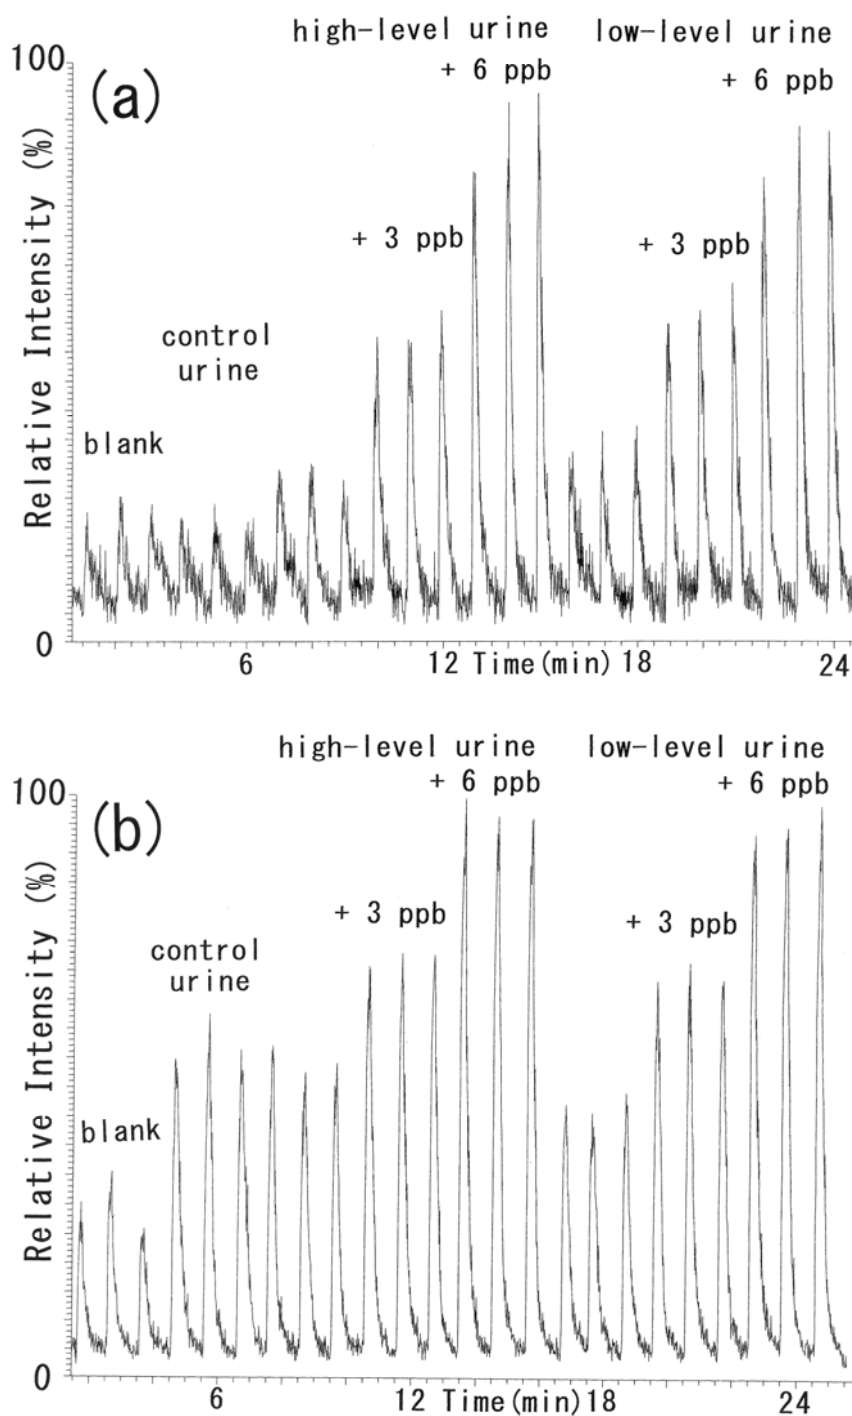 high-level urine low-level urine
100
(a)
+ 6 ppb + 6 ppb
+ 3 ppb + 3 ppb
control
urine
blank
Relative Intensity (%)
0
6 12 Time(min) 18 24
high-level urine low-level urine
100
(b)
+ 6 ppb + 6 ppb
+ 3 ppb + 3 ppb
control
urine
blank
Relative Intensity (%)
0
6 12 Time(min) 18 24